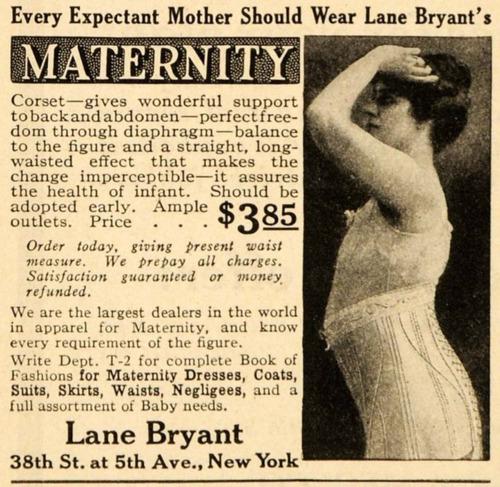 Every Expectant Mother Should Wear Lane Bryant's
MATERNITY
Corset—gives wonderful support
to back and abdomen—perfect free-
dom through diaphragm—balance
to the figure and a straight, long-
waisted effect that makes the
change imperceptible—it assures
the health of infant. Should be
adopted early. Ample
outlets. Price . . . $3.85
Order today, giving present waist
measure. We prepay all charges.
Satisfaction guaranteed or money
refunded.
We are the largest dealers in the world
in apparel for Maternity, and know
every requirement of the figure.
Write Dept. T-2 for complete Book of
Fashions for Maternity Dresses, Coats,
Suits, Skirts, Waists, Negligees, and a
full assortment of Baby needs.
Lane Bryant
38th St. at 5th Ave., New York